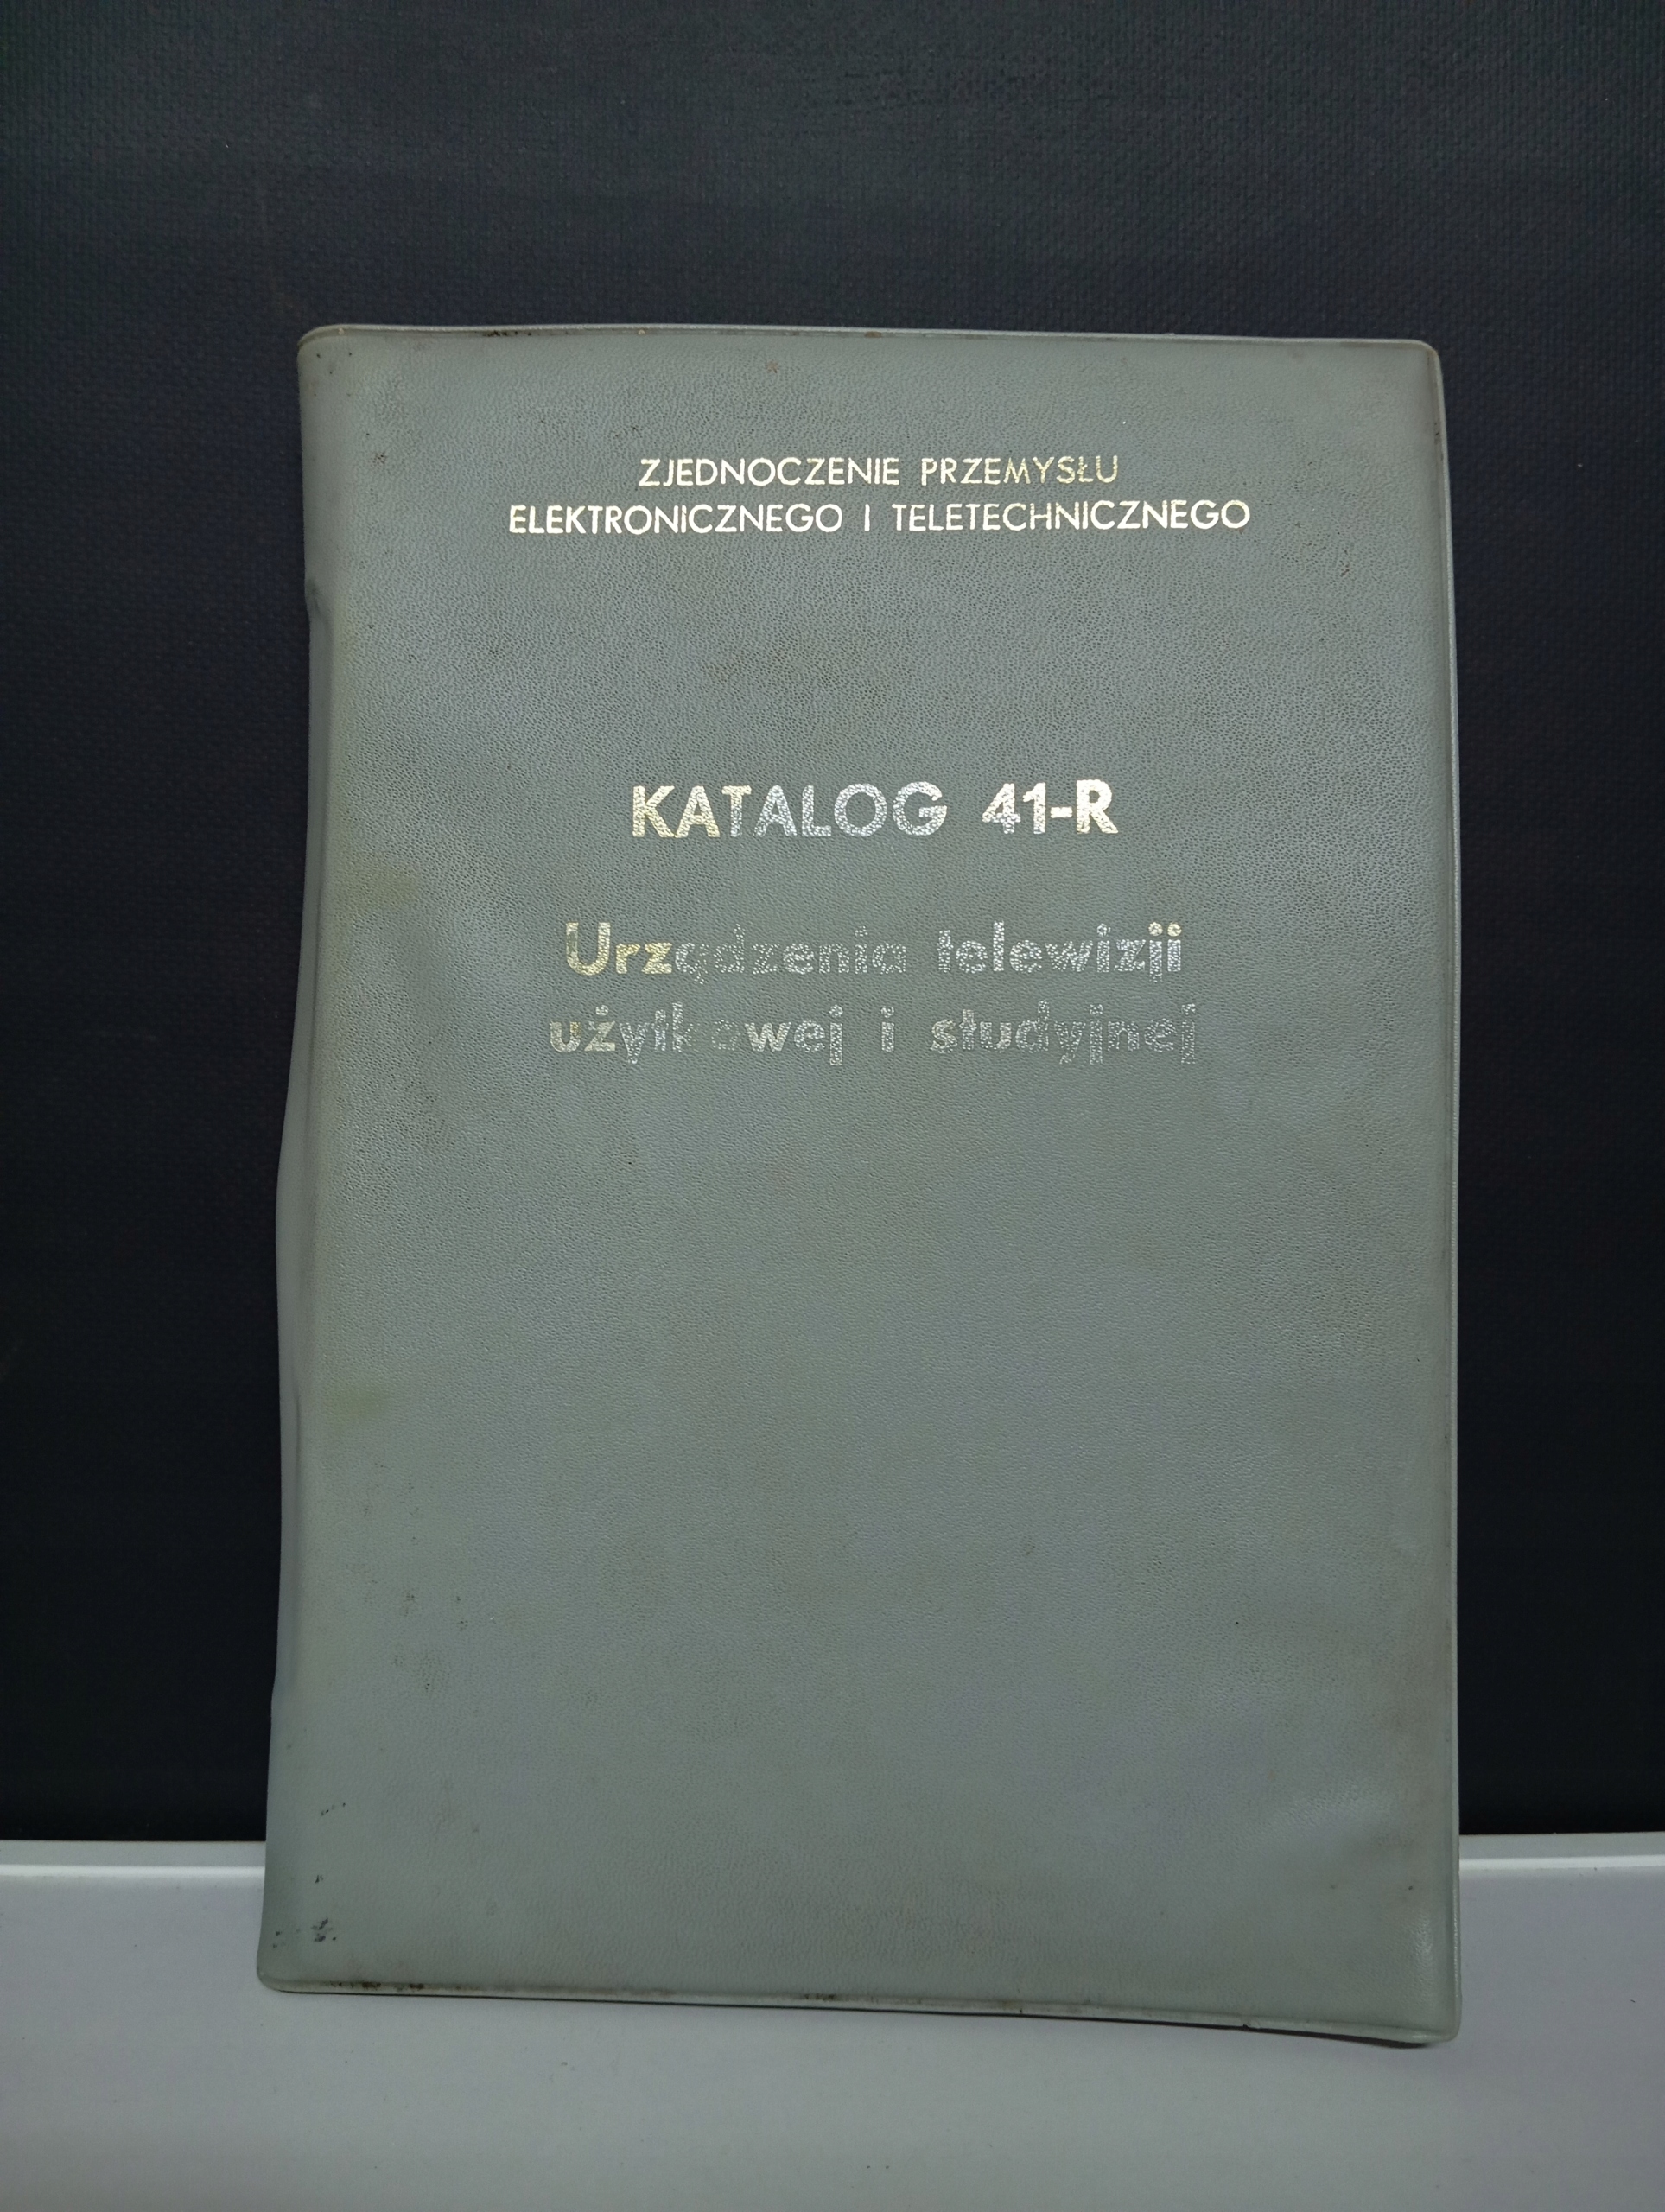 ZJEDNOCZENIE PRZEMYSŁU
ELEKTRONICZNEGO I TELETECHNICZNEGO
KATALOG 41-R
Urządzenia telewizji
użytkowej i studyjnej